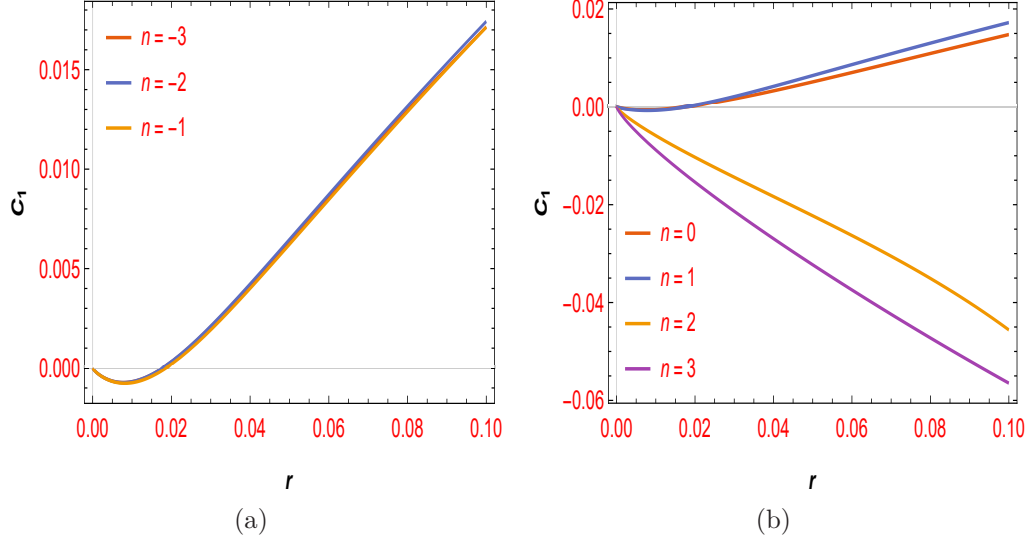 n = −3
n = −2
n = −1
0.015
0.010
0.005
0.000
C1
0.00 0.02 0.04 0.06 0.08 0.10
r
(a)
0.02
0.00
−0.02
−0.04
−0.06
C1
n = 0
n = 1
n = 2
n = 3
0.00 0.02 0.04 0.06 0.08 0.10
r
(b)